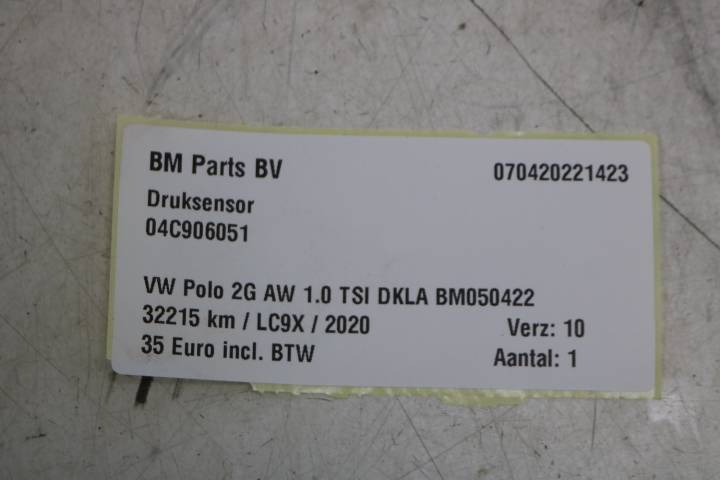 BM Parts BV 070420221423
Druksensor
04C906051
VW Polo 2G AW 1.0 TSI DKLA BM050422
32215 km / LC9X / 2020 Verz: 10
35 Euro incl. BTW Aantal: 1